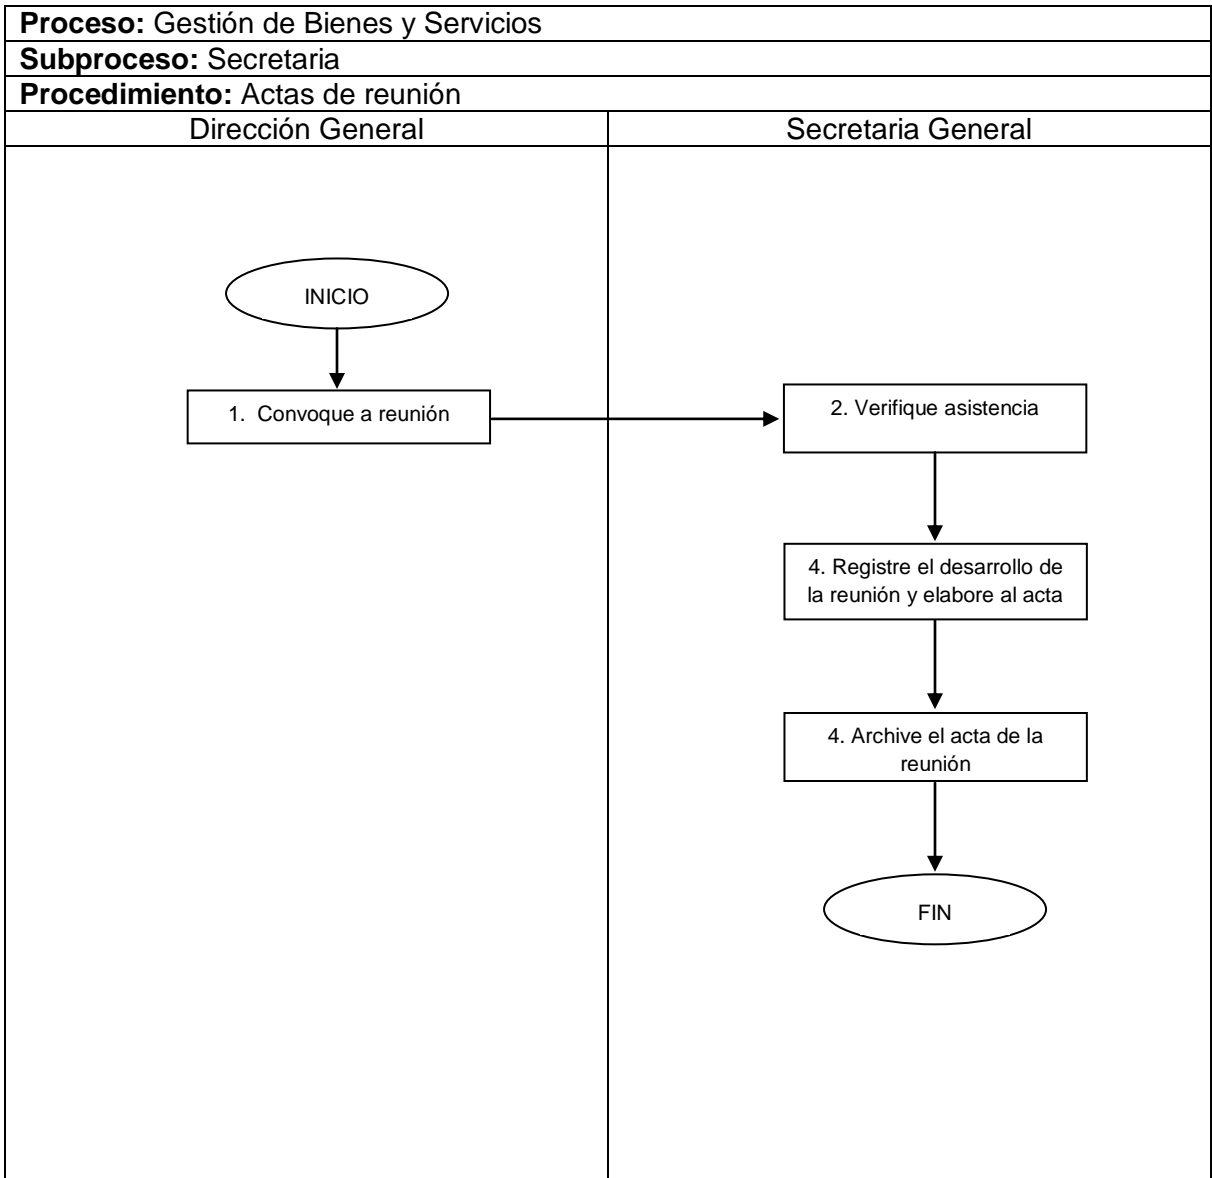 Proceso: Gestión de Bienes y Servicios
Subproceso: Secretaria
Procedimiento: Actas de reunión
Dirección General
Secretaria General
INICIO
1. Convoque a reunión
2. Verifique asistencia
4. Registre el desarrollo de
la reunión y elabore al acta
4. Archive el acta de la
reunión
FIN